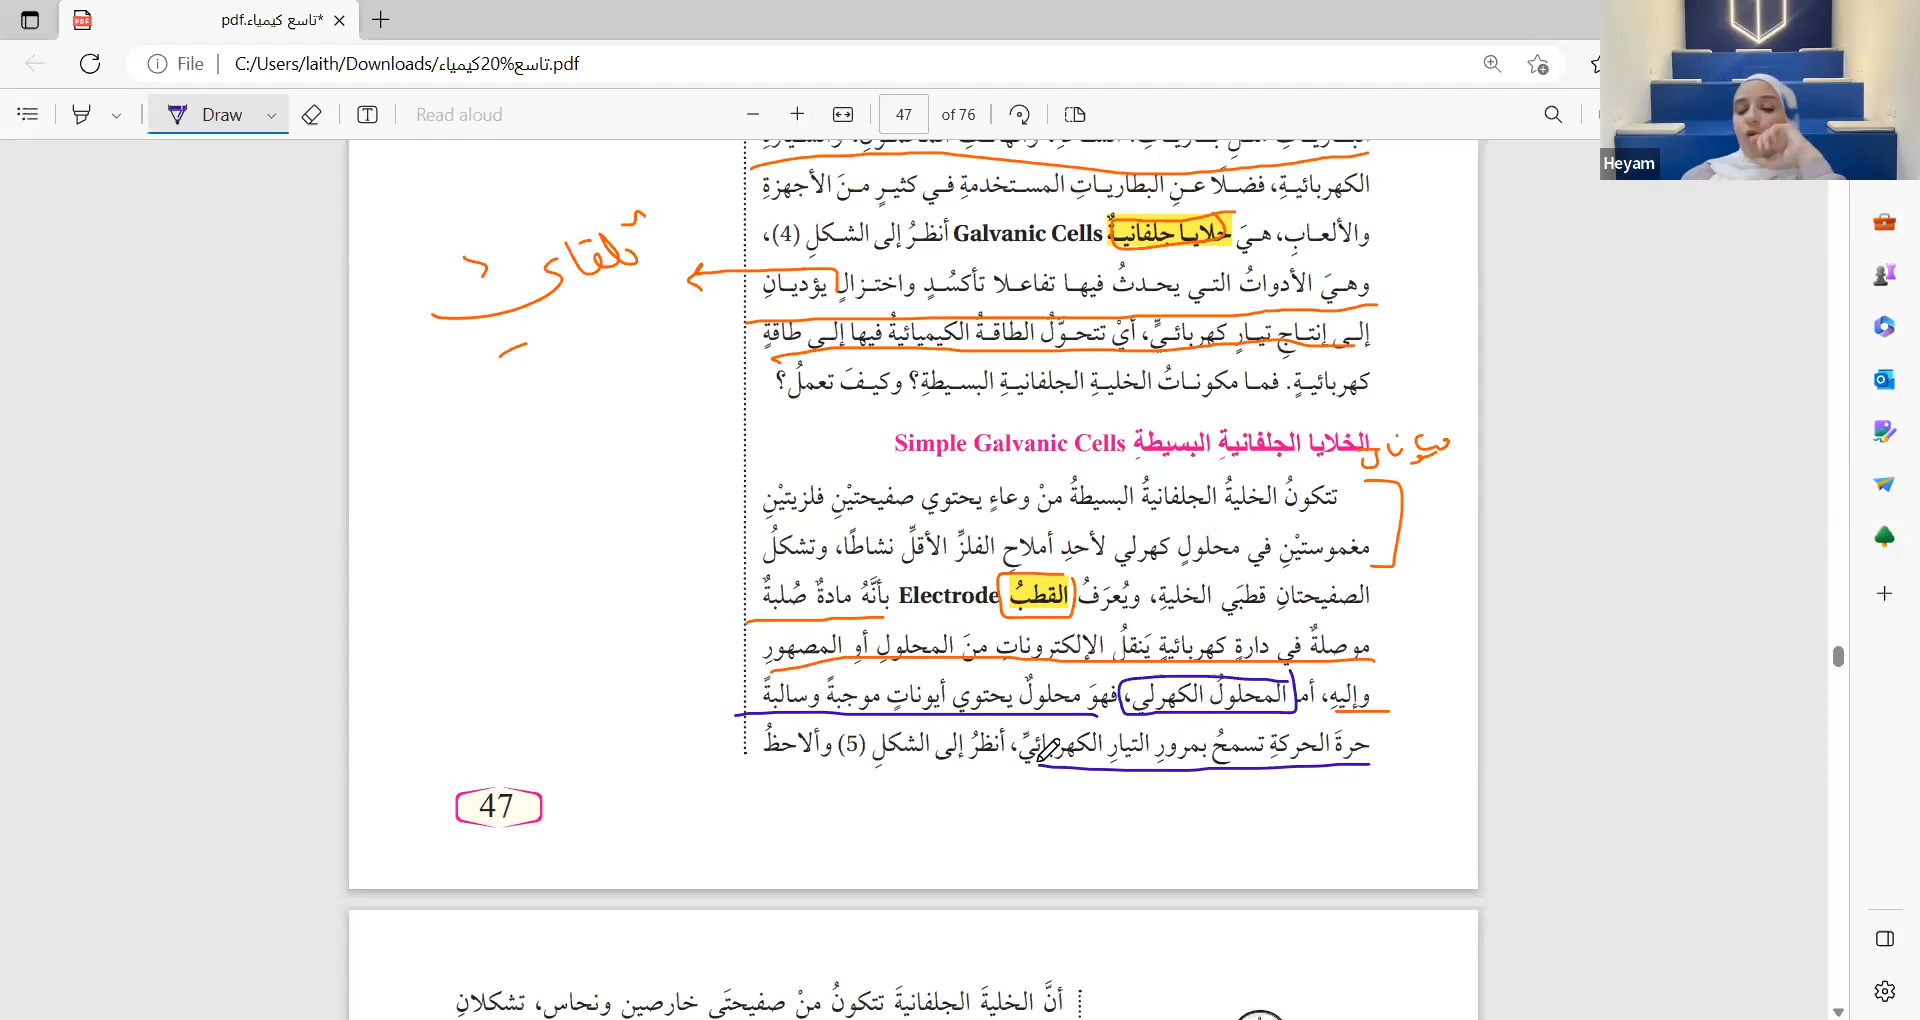 تاسع كيمياء.pdf*
File
C:/Users/laith/Downloads/تاسع%20كيمياء.pdf
Draw
Read aloud
47 of 76
Heyam
الكهربائيةِ، فضلًا عنِ البطارياتِ المستخدمةِ في كثيرٍ منَ الأجهزةِ
والألعابِ، هيَ خلايا جلفانيةٌ Galvanic Cells أنظرُ إلى الشكلِ (4)،
وهيَ الأدواتُ التي يحدثُ فيها تفاعلا تأكسُدٍ واختزالٍ يؤديانِ
إلى إنتاجِ تيارٍ كهربائيٍّ، أيْ تتحوّلُ الطاقةُ الكيميائيةُ فيها إلى طاقةٍ
كهربائيةٍ. فما مكوناتُ الخليةِ الجلفانيةِ البسيطةِ؟ وكيفَ تعملُ؟
تلقائي
الخلايا الجلفانيةِ البسيطةِ Simple Galvanic Cells
تتكونُ الخليةُ الجلفانيةُ البسيطةُ منْ وعاءٍ يحتوي صفيحتيْنِ فلزيتيْنِ
مغموستيْنِ في محلولٍ كهرلي لأحدِ أملاحِ الفلزِّ الأقلِّ نشاطًا، وتشكلُ
الصفيحتانِ قطبَي الخليةِ، ويُعرَفُ القطبُ Electrode بأنَّهُ مادةٌ صُلبةٌ
موصلةٌ في دارةٍ كهربائيةٍ يَنقلُ الإلكتروناتِ منَ المحلولِ أوِ المصهورِ
وإليهِ، أما المحلولُ الكهرلي، فهوَ محلولٌ يحتوي أيوناتٍ موجبةً وسالبةً
حرةَ الحركةِ تسمحُ بمرورِ التيارِ الكهربائيِّ، أنظرُ إلى الشكلِ (5) وألاحظُ
47
أنَّ الخليةَ الجلفانيةَ تتكونُ منْ صفيحتَي خارصين ونحاس، تشكلانِ